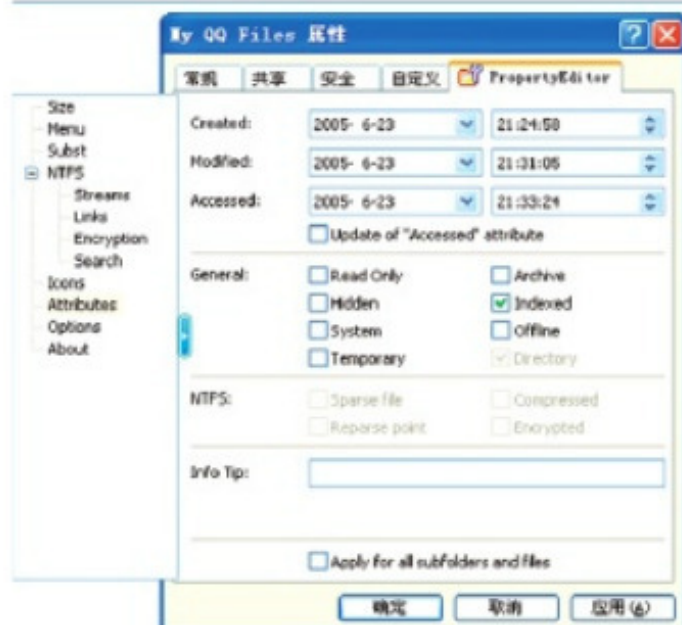 My QQ Files 属性
常规 共享 安全 自定义 PropertyEditor
Size
Menu
Subst
NTFS
Streams
Links
Encryption
Search
Icons
Attributes
Options
About
Created: 2005- 6-23 21:24:58
Modified: 2005- 6-23 21:31:05
Accessed: 2005- 6-23 21:33:24
Update of "Accessed" attribute
General: Read Only Archive
Hidden Indexed
System Offline
Temporary Directory
NTFS: Sparse file Compressed
Reparse point Encrypted
Info Tip:
Apply for all subfolders and files
确定 取消 应用(A)